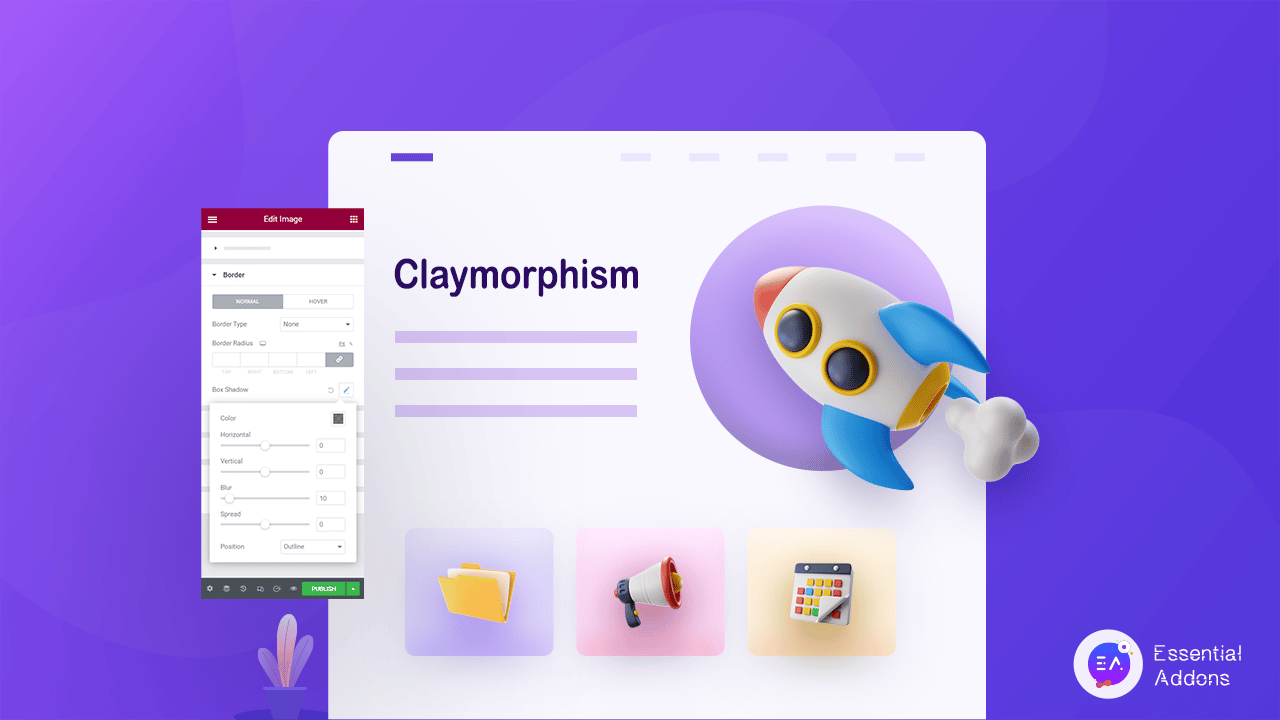 Edit Image
Border
NORMAL HOVER
Border Type None
Border Radius
TOP RIGHT BOTTOM LEFT
Box Shadow
Color
Horizontal 0
Vertical 0
Blur 10
Spread 0
Position Outline
PUBLISH
Claymorphism
EA
Essential
Addons